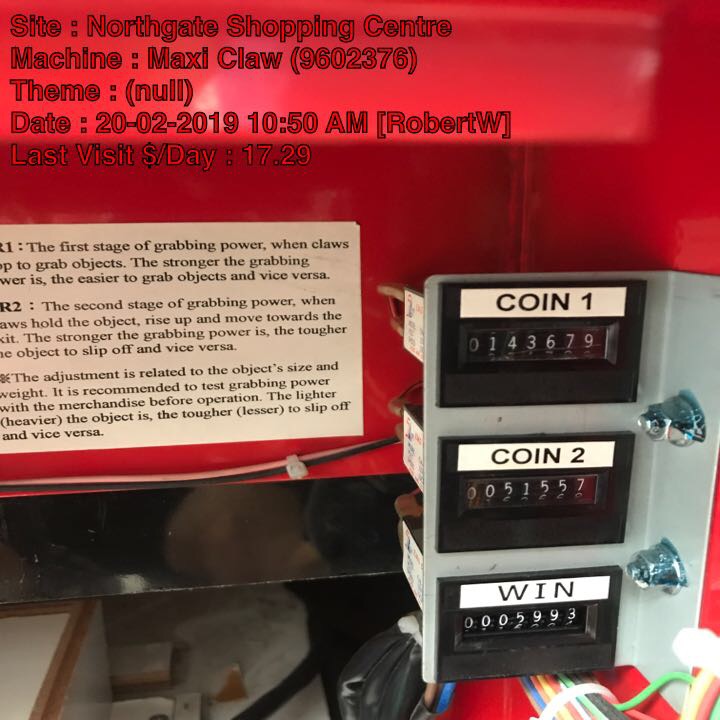 Site : Northgate Shopping Centre
Machine : Maxi Claw (9602376)
Theme : (null)
Date : 20-02-2019 10:50 AM [RobertW]
Last Visit $/Day : 17.29
R1 : The first stage of grabbing power, when claws
to grab objects. The stronger the grabbing
is, the easier to grab objects and vice versa.
R2 : The second stage of grabbing power, when
hold the object, rise up and move towards the
The stronger the grabbing power is, the tougher
object to slip off and vice versa.
※The adjustment is related to the object's size and
weight. It is recommended to test grabbing power
with the merchandise before operation. The lighter
(heavier) the object is, the tougher (lesser) to slip off
and vice versa.
COIN 1
0143679
COIN 2
0051557
WIN
0005993